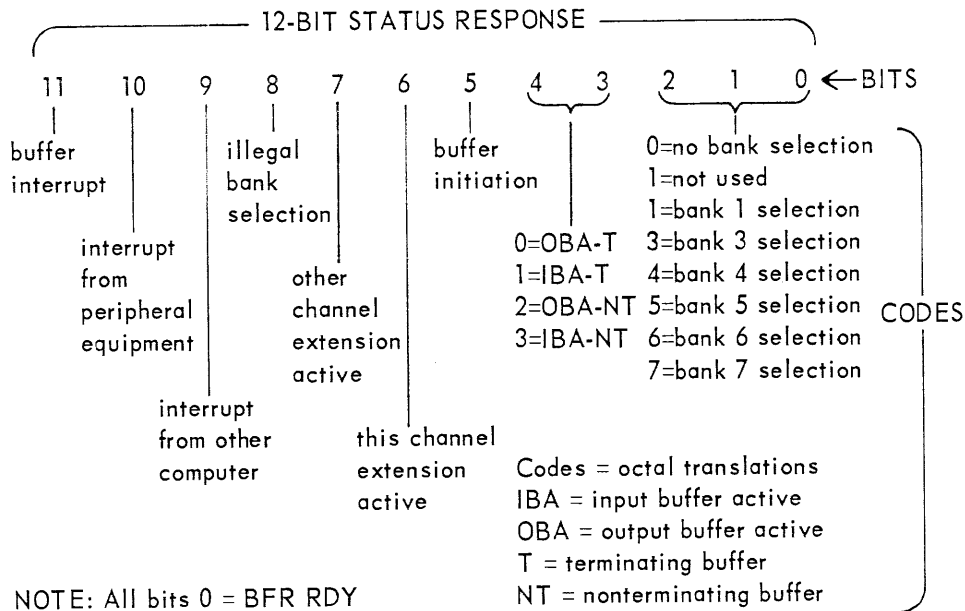 12-BIT STATUS RESPONSE
11 10 9 8 7 6 5 4 3 2 1 0 ← BITS
buffer
interrupt
interrupt
from
peripheral
equipment
interrupt
from other
computer
illegal
bank
selection
other
channel
extension
active
this channel
extension
active
buffer
initiation
0=OBA-T
1=IBA-T
2=OBA-NT
3=IBA-NT
0=no bank selection
1=not used
1=bank 1 selection
3=bank 3 selection
4=bank 4 selection
5=bank 5 selection
6=bank 6 selection
7=bank 7 selection
CODES
Codes = octal translations
IBA = input buffer active
OBA = output buffer active
T = terminating buffer
NT = nonterminating buffer
NOTE: All bits 0 = BFR RDY